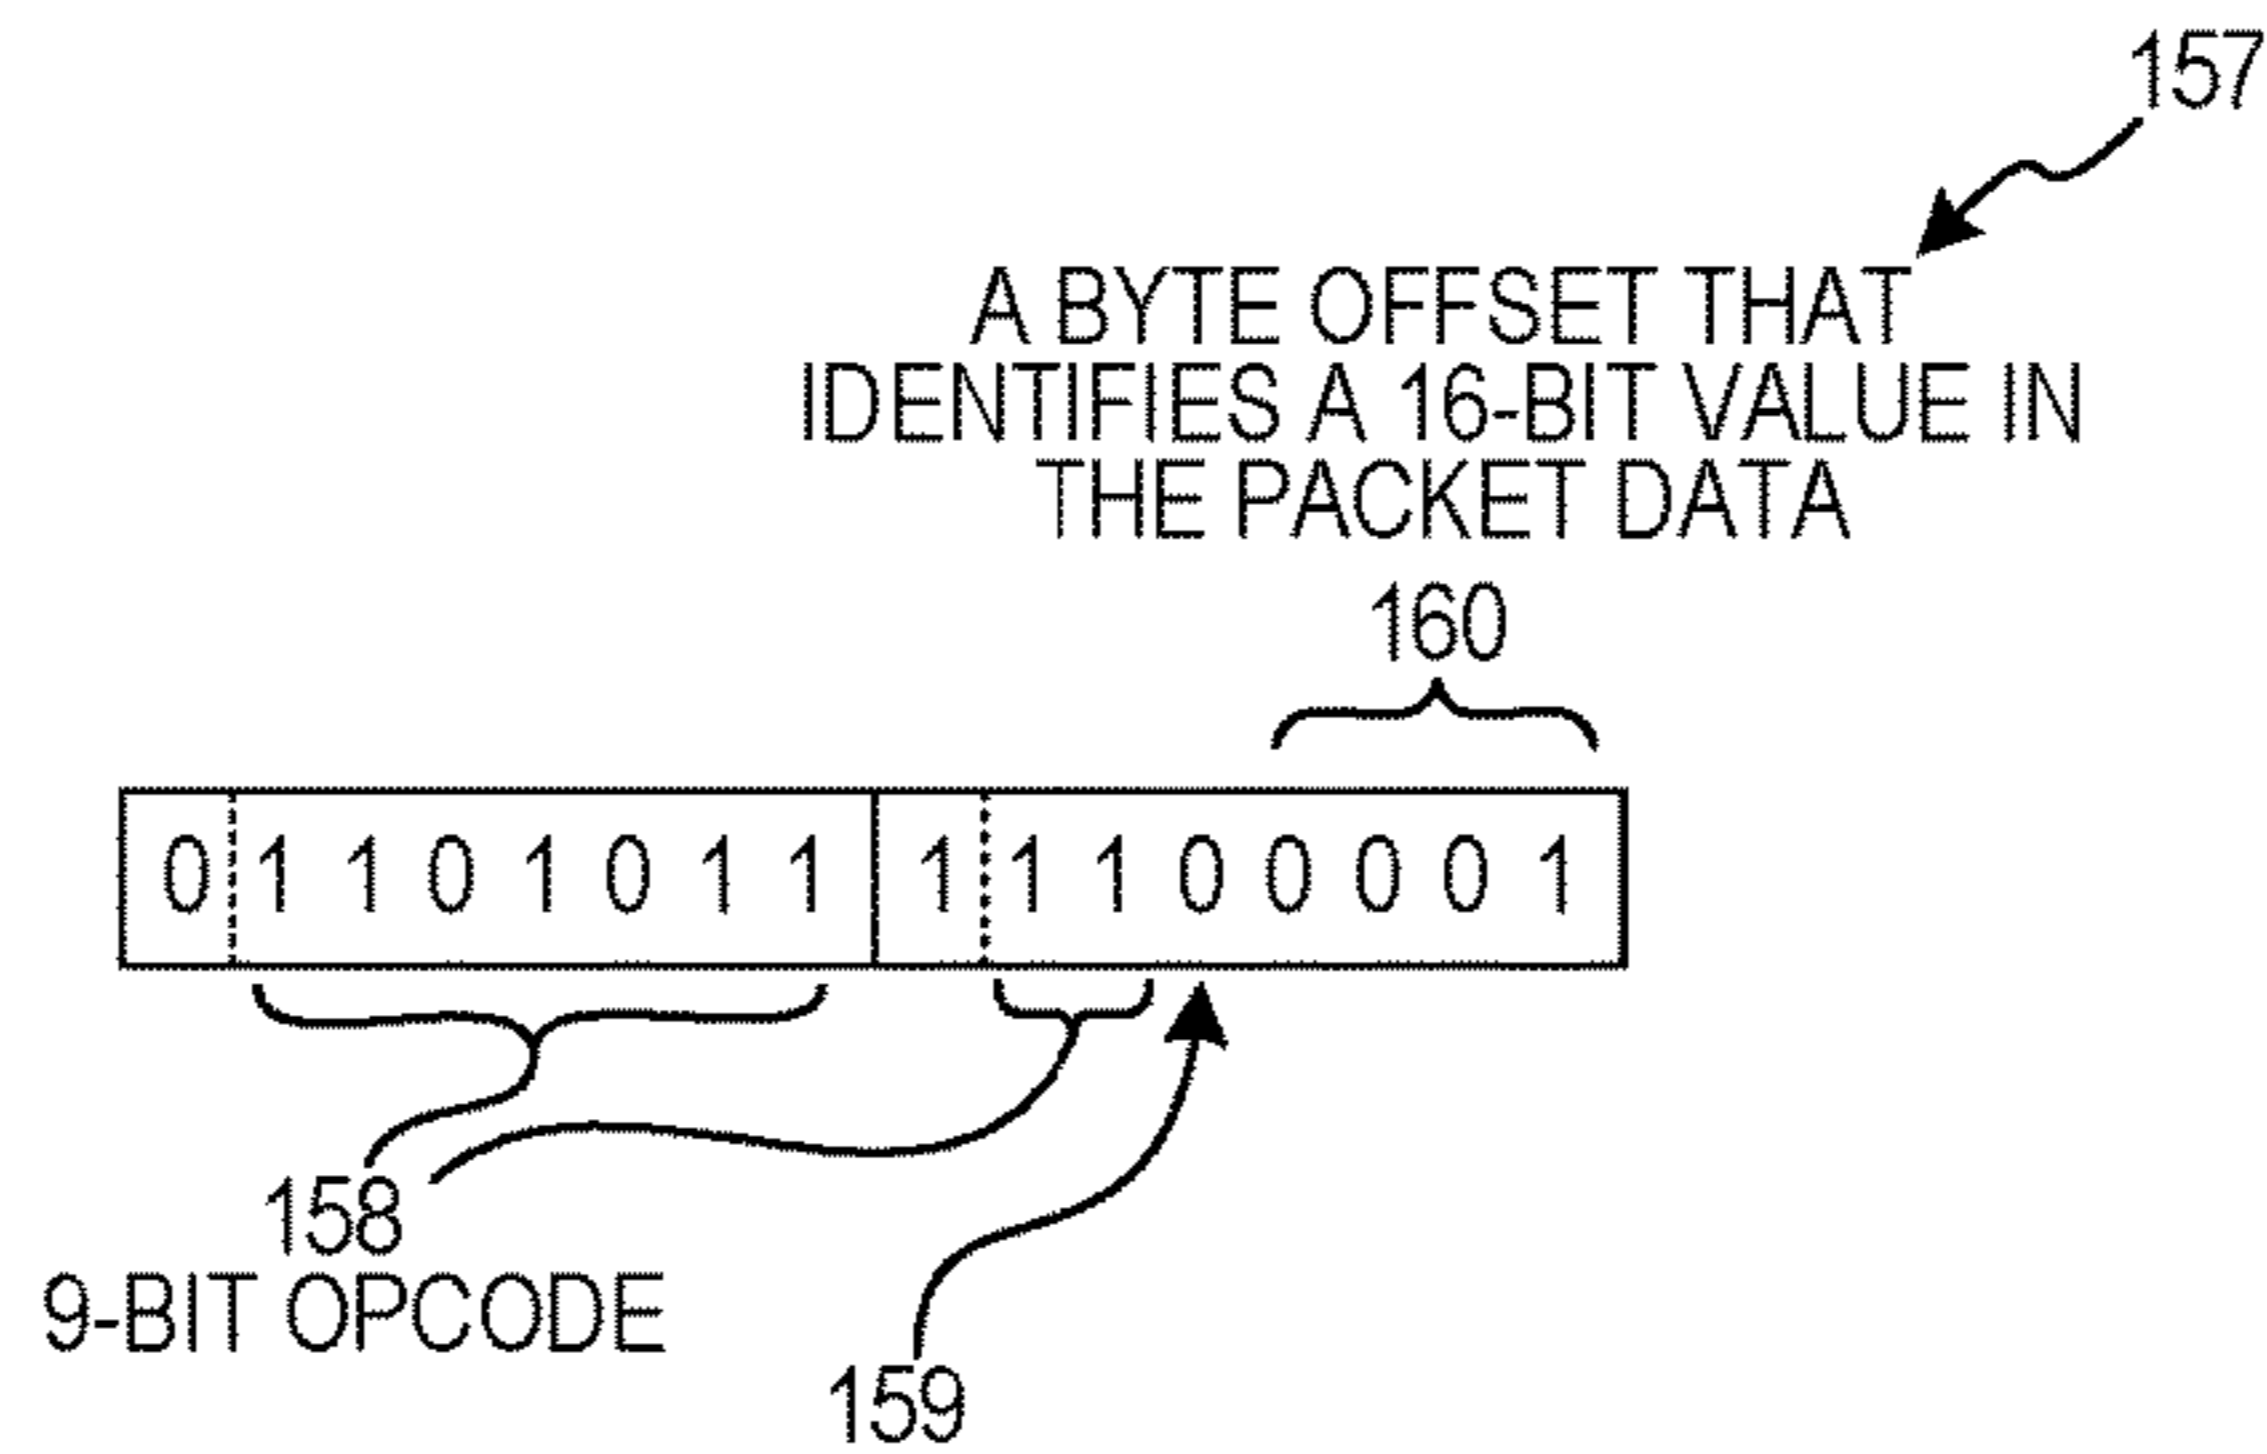 157
A BYTE OFFSET THAT
IDENTIFIES A 16-BIT VALUE IN
THE PACKET DATA
160
0 1 1 0 1 0 1 1 1 1 1 0 0 0 0 1
158
9-BIT OPCODE
159